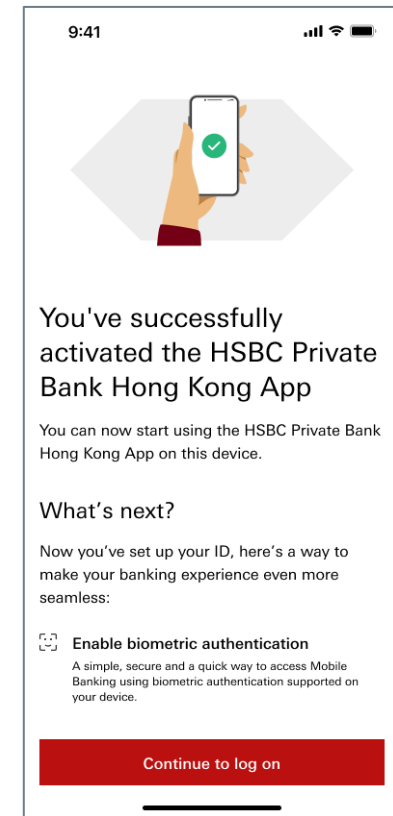 9:41
You've successfully
activated the HSBC Private
Bank Hong Kong App
You can now start using the HSBC Private Bank
Hong Kong App on this device.
What’s next?
Now you’ve set up your ID, here’s a way to
make your banking experience even more
seamless:
Enable biometric authentication
A simple, secure and a quick way to access Mobile
Banking using biometric authentication supported on
your device.
Continue to log on